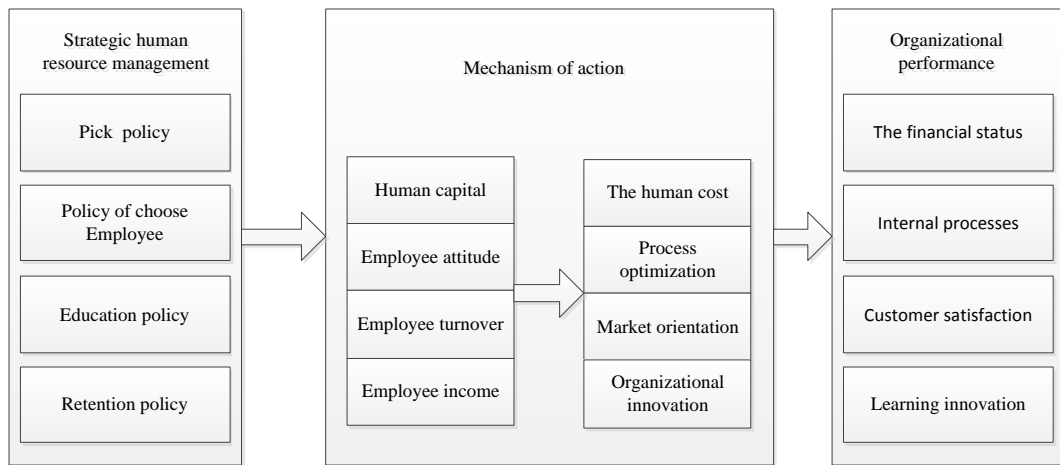 Strategic human
resource management
Pick policy
Policy of choose
Employee
Education policy
Retention policy
Mechanism of action
Human capital
Employee attitude
Employee turnover
Employee income
The human cost
Process
optimization
Market orientation
Organizational
innovation
Organizational
performance
The financial status
Internal processes
Customer satisfaction
Learning innovation